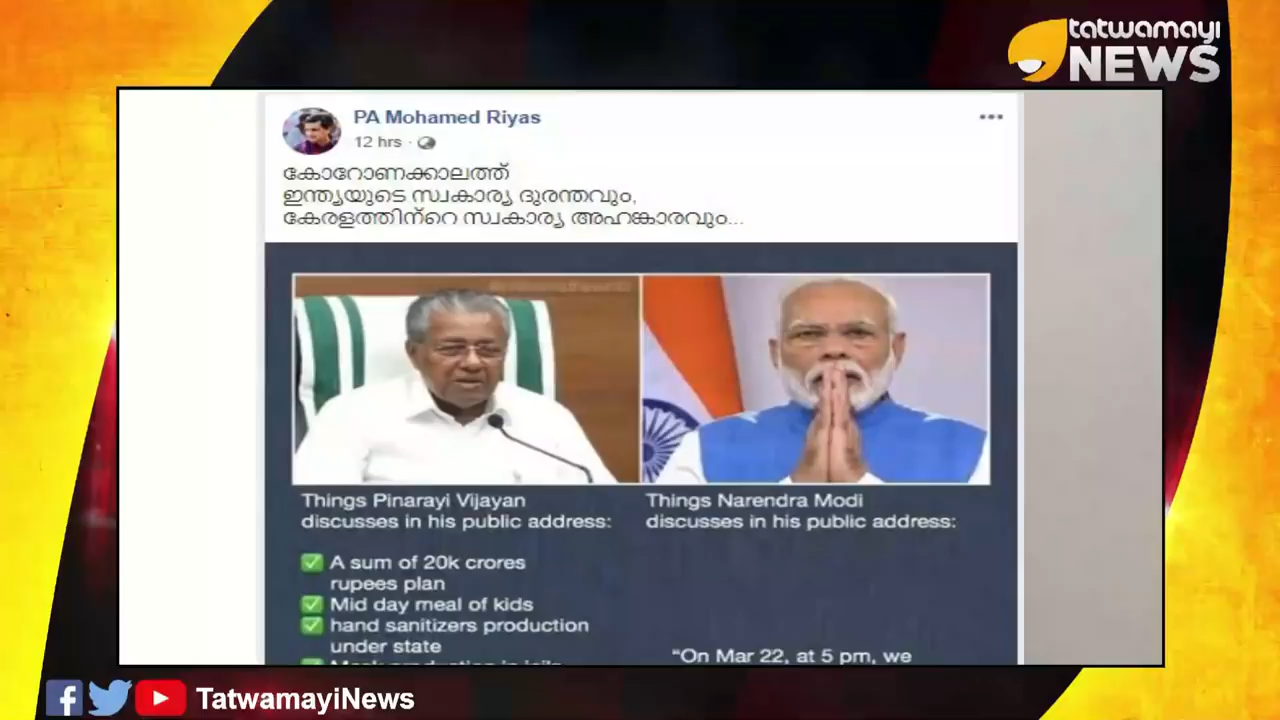 tatwamayi
NEWS
PA Mohamed Riyas
12 hrs ·
കോറോണക്കാലത്ത്
ഇന്ത്യയുടെ സ്വകാര്യ ദുരന്തവും,
കേരളത്തിന്റെ സ്വകാര്യ അഹങ്കാരവും...
Things Pinarayi Vijayan
discusses in his public address:
A sum of 20k crores
rupees plan
Mid day meal of kids
hand sanitizers production
under state
Things Narendra Modi
discusses in his public address:
"On Mar 22, at 5 pm, we
TatwamayiNews